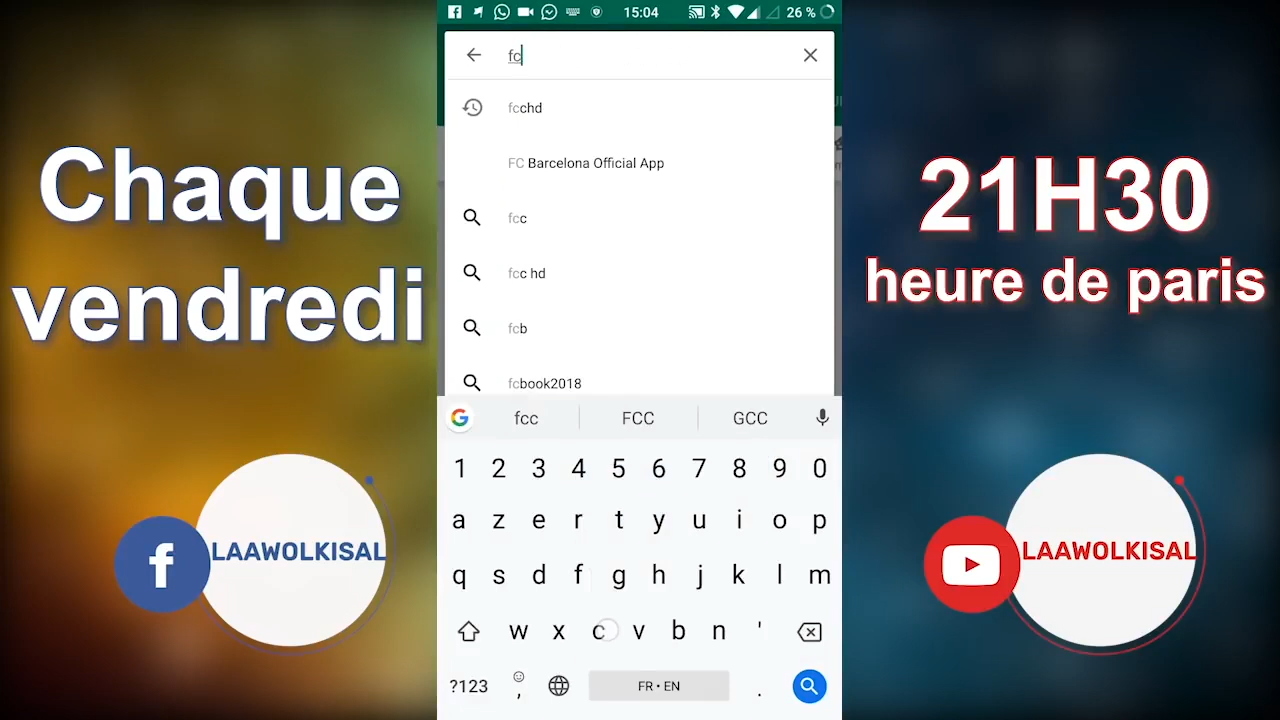 Chaque
vendredi
LAAWOLKISAL
15:04
26 %
fc
fcchd
FC Barcelona Official App
fcc
fcc hd
fcb
fcbook2018
fcc
FCC
GCC
1 2 3 4 5 6 7 8 9 0
a z e r t y u i o p
q s d f g h j k l m
w x c v b n '
?123 , FR • EN .
21H30
heure de paris
LAAWOLKISAL